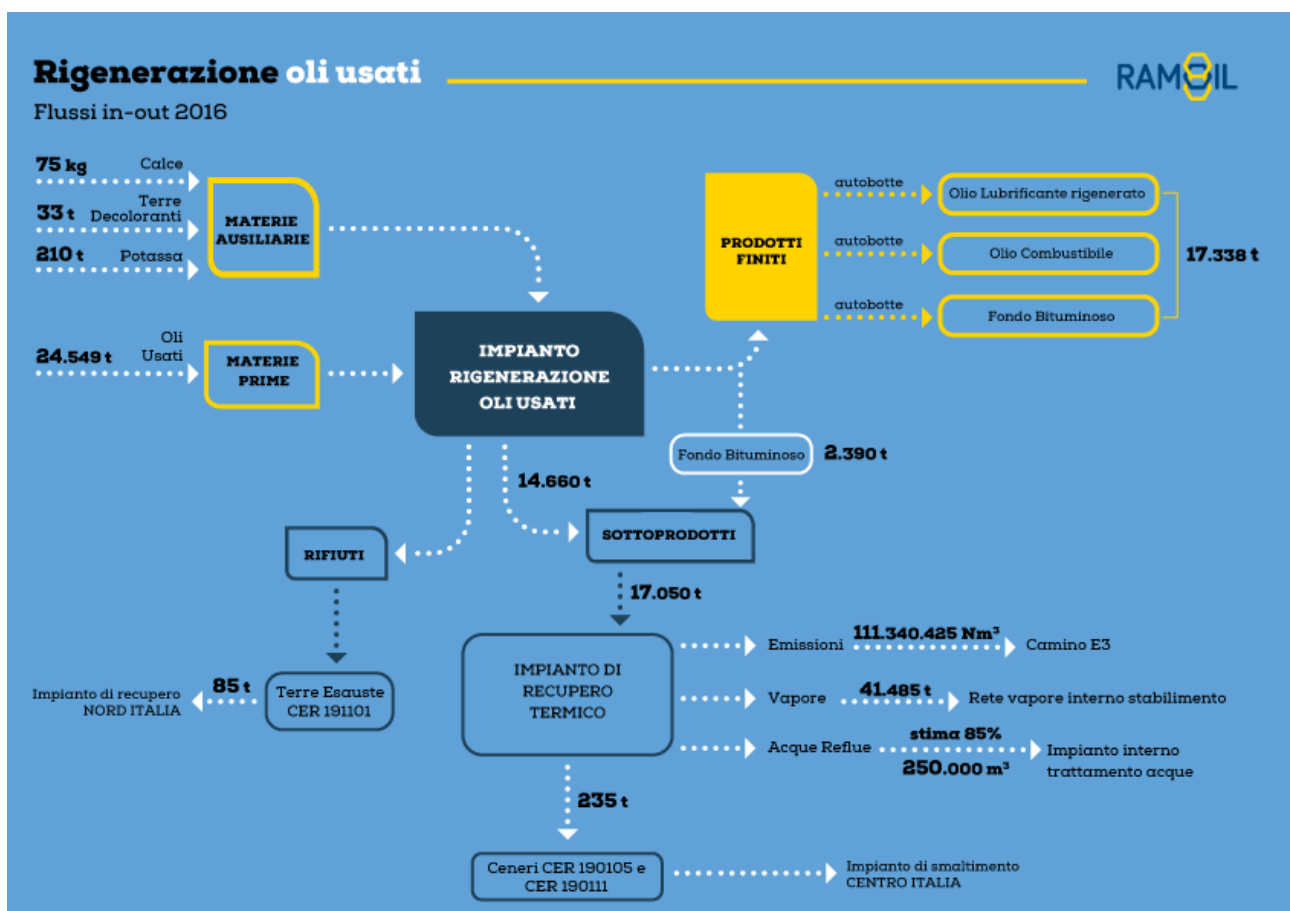 Rigenerazione oli usati
RAMOIL
Flussi in-out 2016
75 kg Calce
33 t Terre
Decoloranti
210 t Potassa
MATERIE
AUSILIARIE
24.549 t Oli
Usati
MATERIE
PRIME
IMPIANTO
RIGENERAZIONE
OLI USATI
PRODOTTI
FINITI
autobotte
Olio Lubrificante rigenerato
autobotte
Olio Combustibile
autobotte
Fondo Bituminoso
17.338 t
Fondo Bituminoso
2.390 t
14.660 t
SOTTOPRODOTTI
RIFIUTI
17.050 t
Terre Esauste
CER 191101
85 t
Impianto di recupero
NORD ITALIA
IMPIANTO DI
RECUPERO
TERMICO
Emissioni 111.340.425 Nm³ Camino E3
Vapore 41.485 t Rete vapore interno stabilimento
Acque Reflue stima 85%
250.000 m³
Impianto interno
trattamento acque
235 t
Ceneri CER 190105 e
CER 190111
Impianto di smaltimento
CENTRO ITALIA